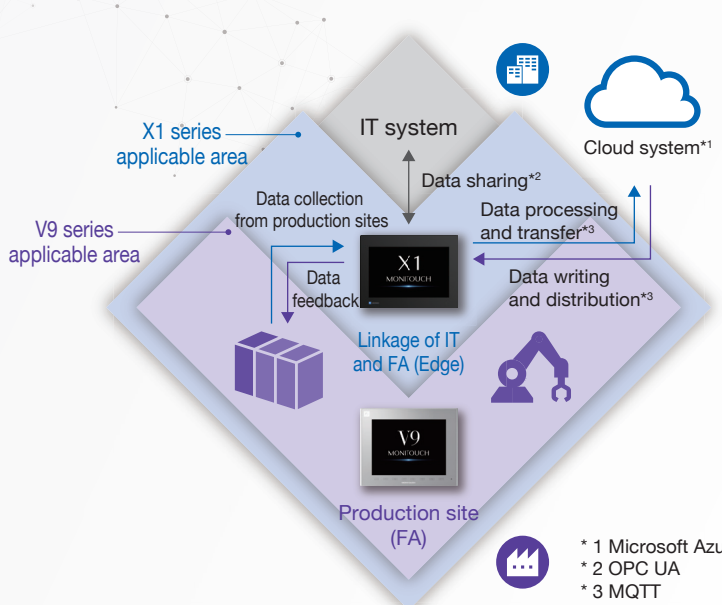 IT system
Cloud system*1
X1 series
applicable area
Data sharing*2
Data collection
from production sites
Data processing
and transfer*3
V9 series
applicable area
X1
MONITOUCH
Data
feedback
Data writing
and distribution*3
Linkage of IT
and FA (Edge)
V9
MONITOUCH
Production site
(FA)
* 1 Microsoft Azu
* 2 OPC UA
* 3 MQTT